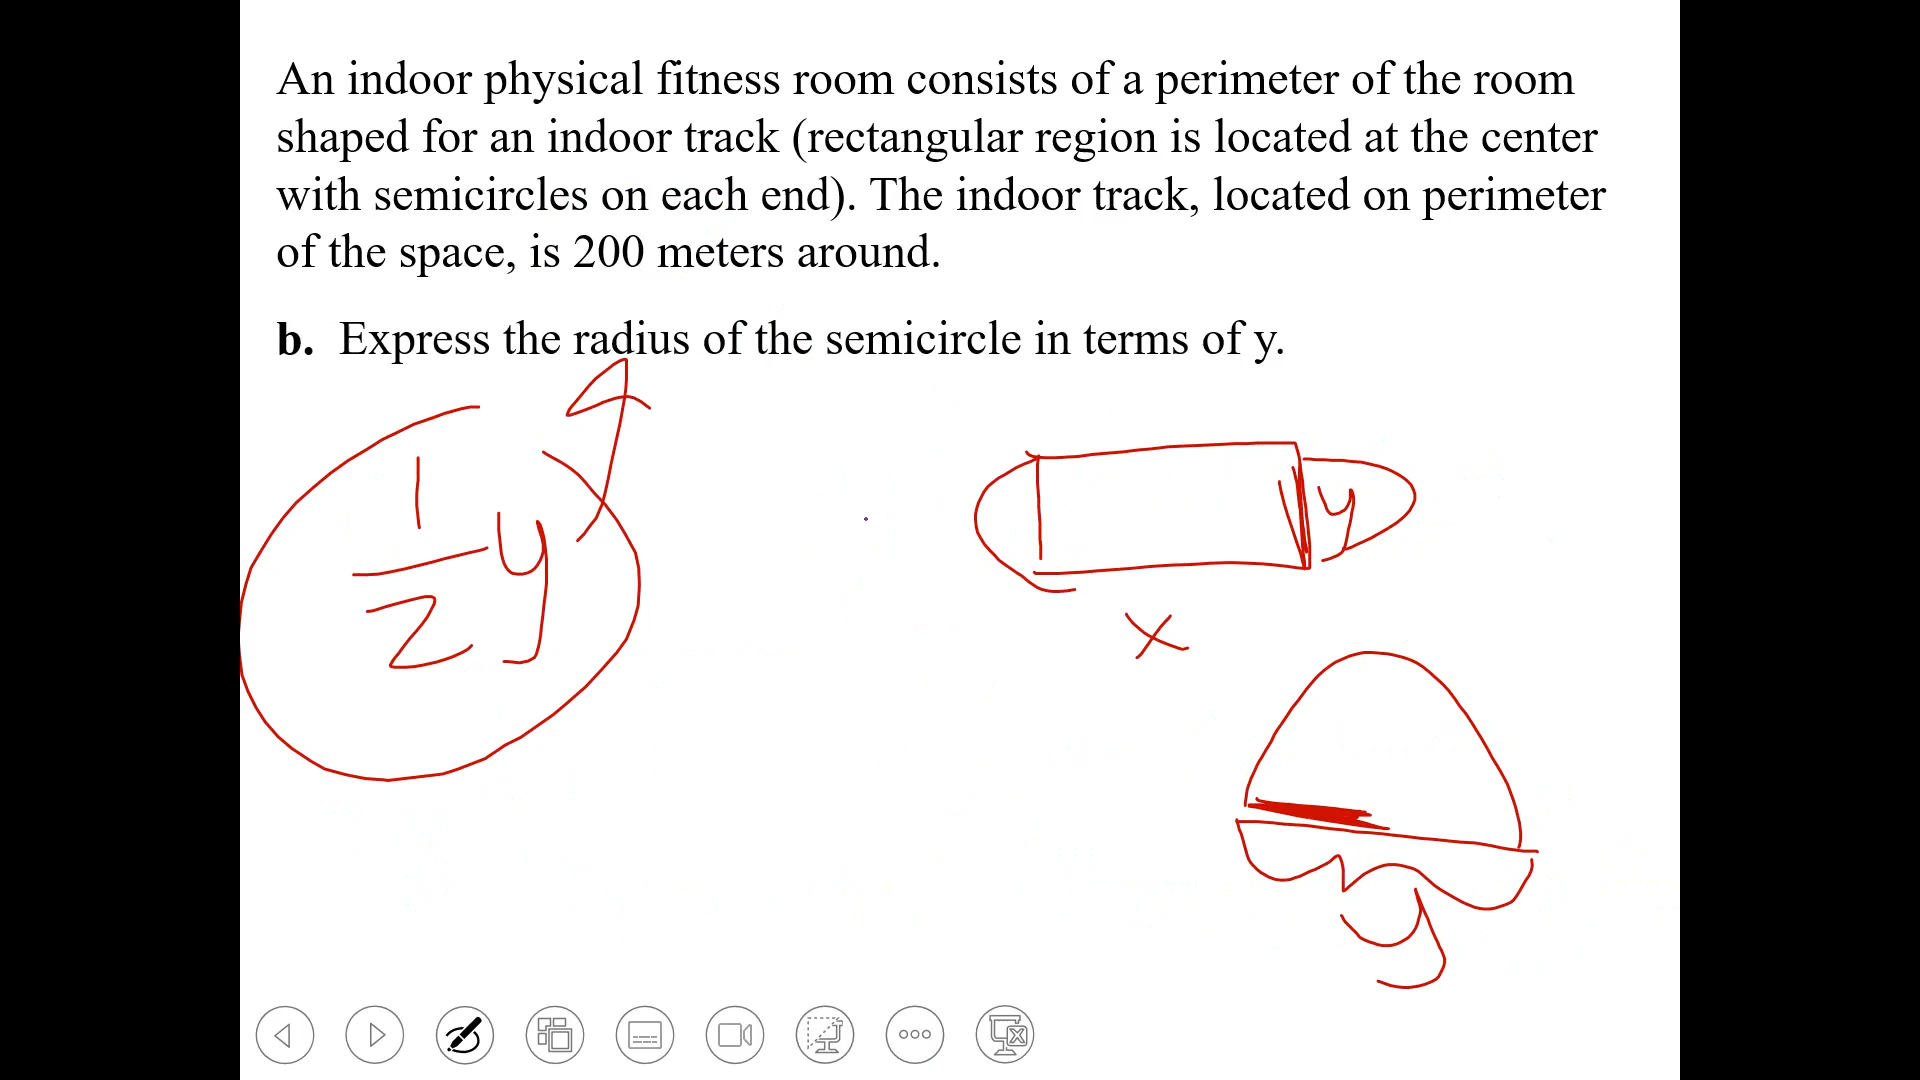 An indoor physical fitness room consists of a perimeter of the room
shaped for an indoor track (rectangular region is located at the center
with semicircles on each end). The indoor track, located on perimeter
of the space, is 200 meters around.
b. Express the radius of the semicircle in terms of y.
1
2 y
y
x
y